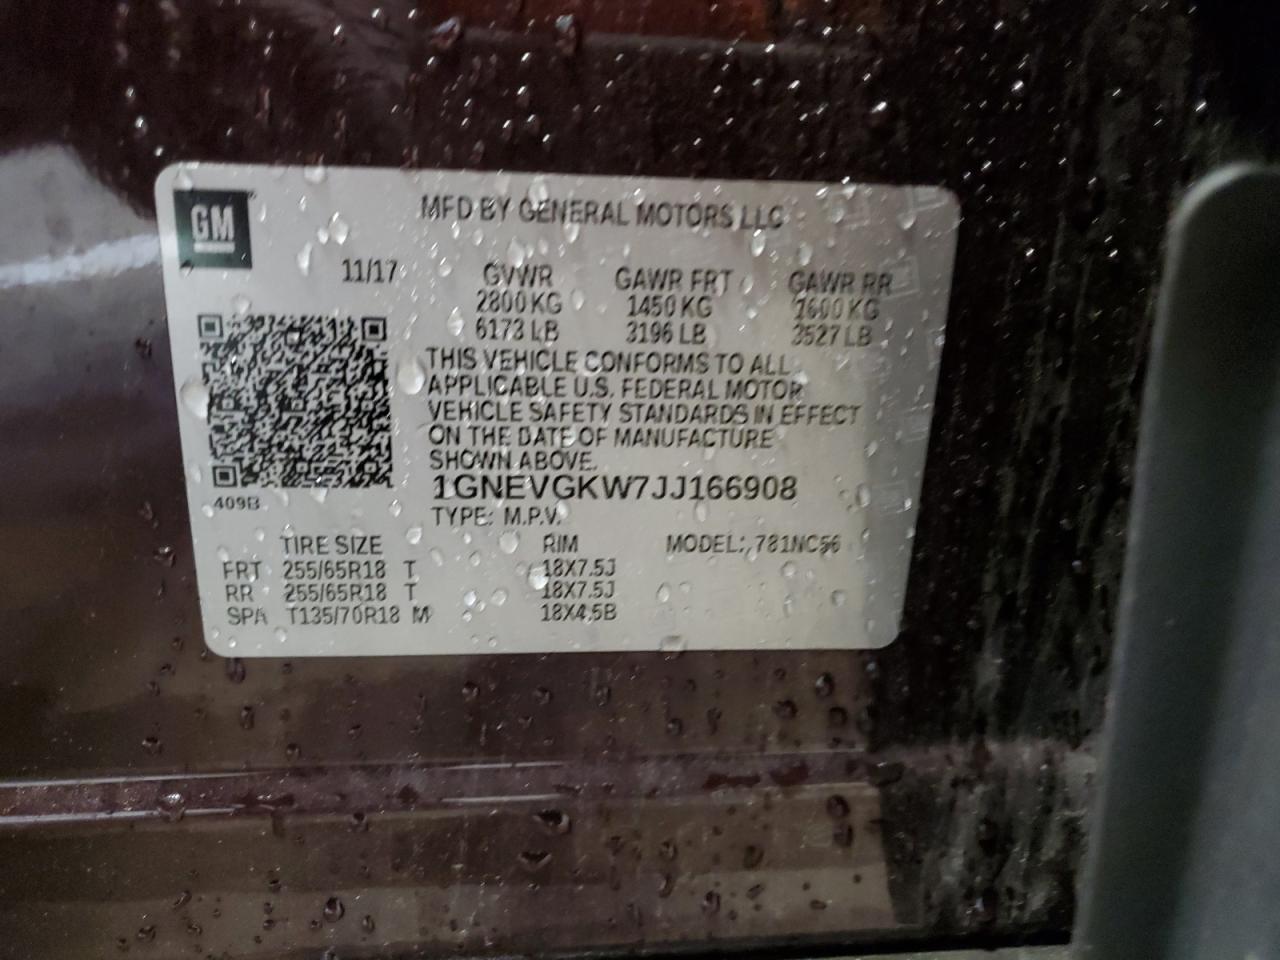 GM
MFD BY GENERAL MOTORS LLC
11/17 GVWR GAWR FRT GAWR RR
2800 KG 1450 KG 1600 KG
6173 LB 3196 LB 3527 LB
THIS VEHICLE CONFORMS TO ALL
APPLICABLE U.S. FEDERAL MOTOR
VEHICLE SAFETY STANDARDS IN EFFECT
ON THE DATE OF MANUFACTURE
SHOWN ABOVE.
1GNEVGKW7JJ166908
409B
TYPE: M.P.V.
TIRE SIZE RIM MODEL: 781NC56
FRT 255/65R18 T 18X7.5J
RR 255/65R18 T 18X7.5J
SPA T135/70R18 M 18X4.5B